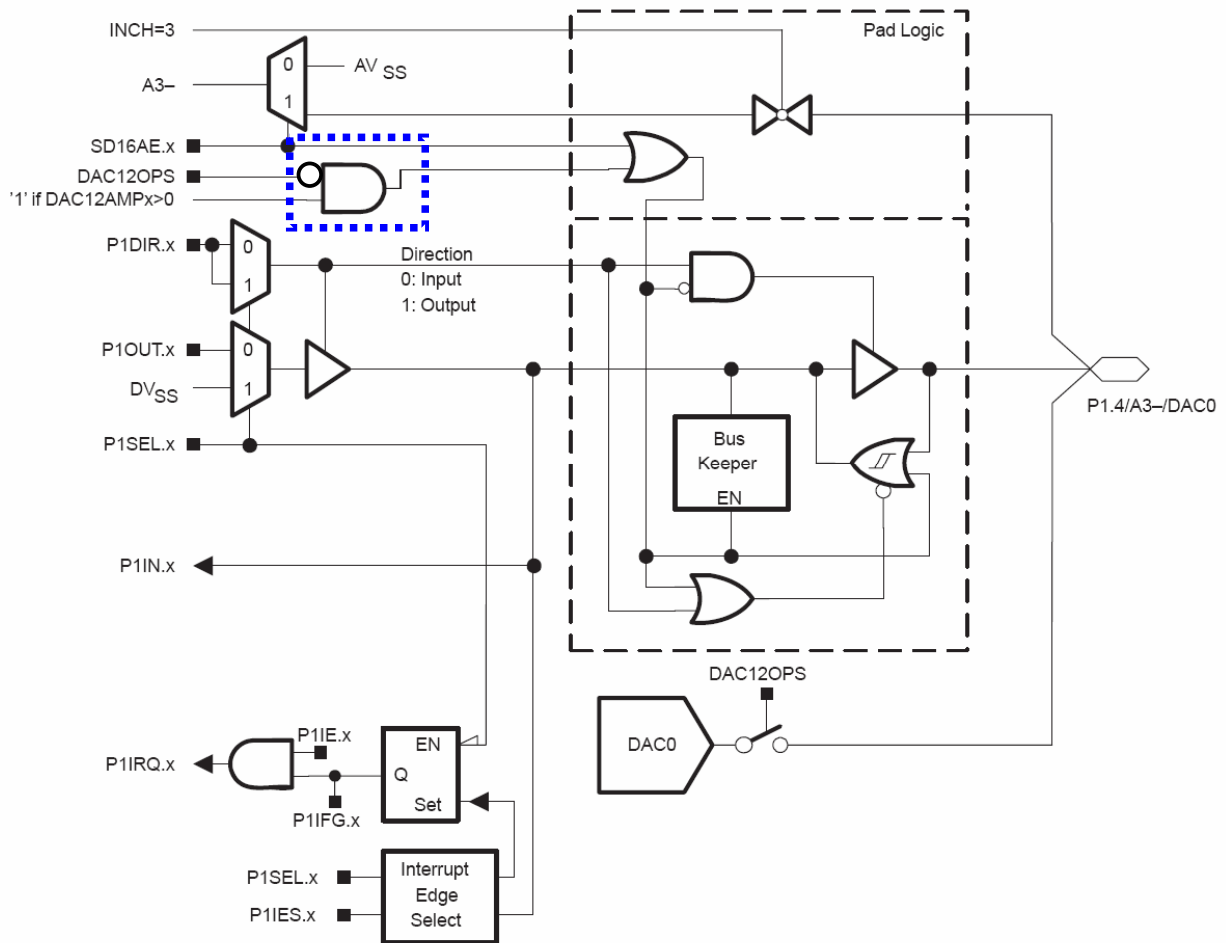 INCH=3
Pad Logic
0
AV SS
A3–
1
SD16AE.x
DAC12OPS
'1' if DAC12AMPx>0
P1DIR.x
0
1
Direction
0: Input
1: Output
P1OUT.x
0
DVSS
1
P1.4/A3–/DAC0
P1SEL.x
Bus
Keeper
EN
P1IN.x
DAC12OPS
P1IE.x
EN
DAC0
P1IRQ.x
Q
Set
P1IFG.x
P1SEL.x
Interrupt
Edge
Select
P1IES.x